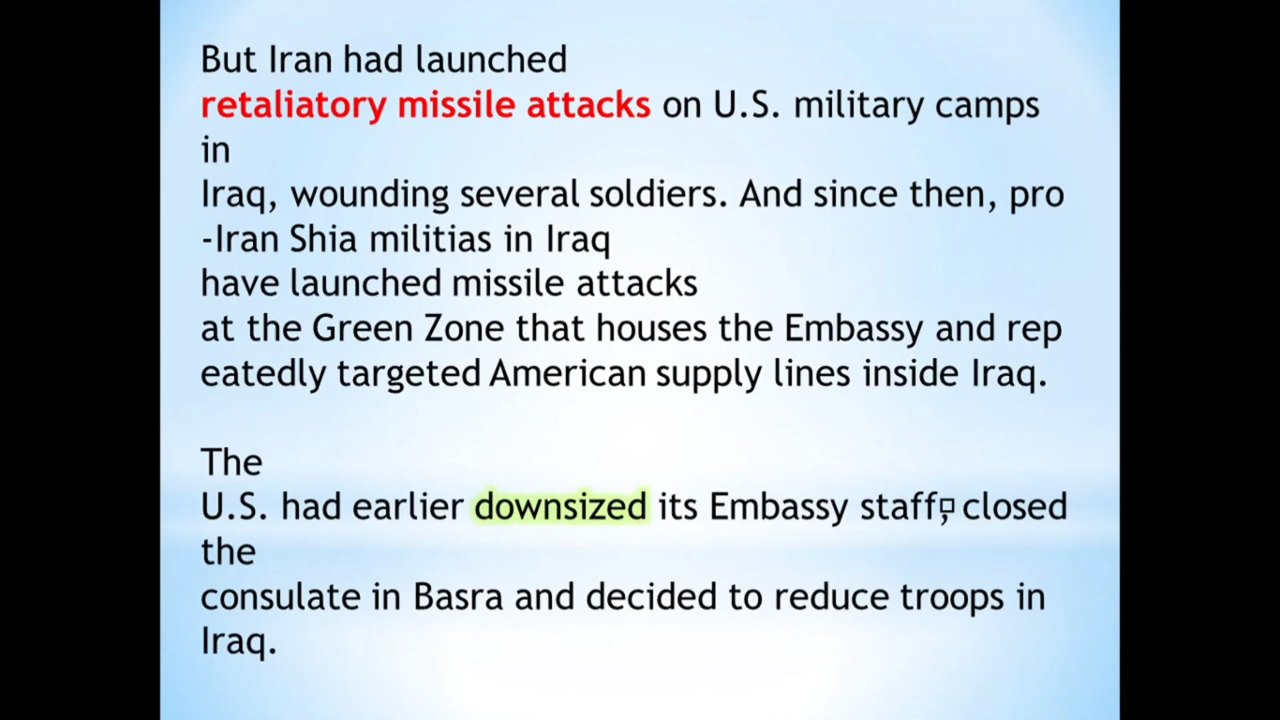 But Iran had launched
retaliatory missile attacks on U.S. military camps
in
Iraq, wounding several soldiers. And since then, pro
-Iran Shia militias in Iraq
have launched missile attacks
at the Green Zone that houses the Embassy and rep
eatedly targeted American supply lines inside Iraq.
The
U.S. had earlier downsized its Embassy staff, closed
the
consulate in Basra and decided to reduce troops in
Iraq.